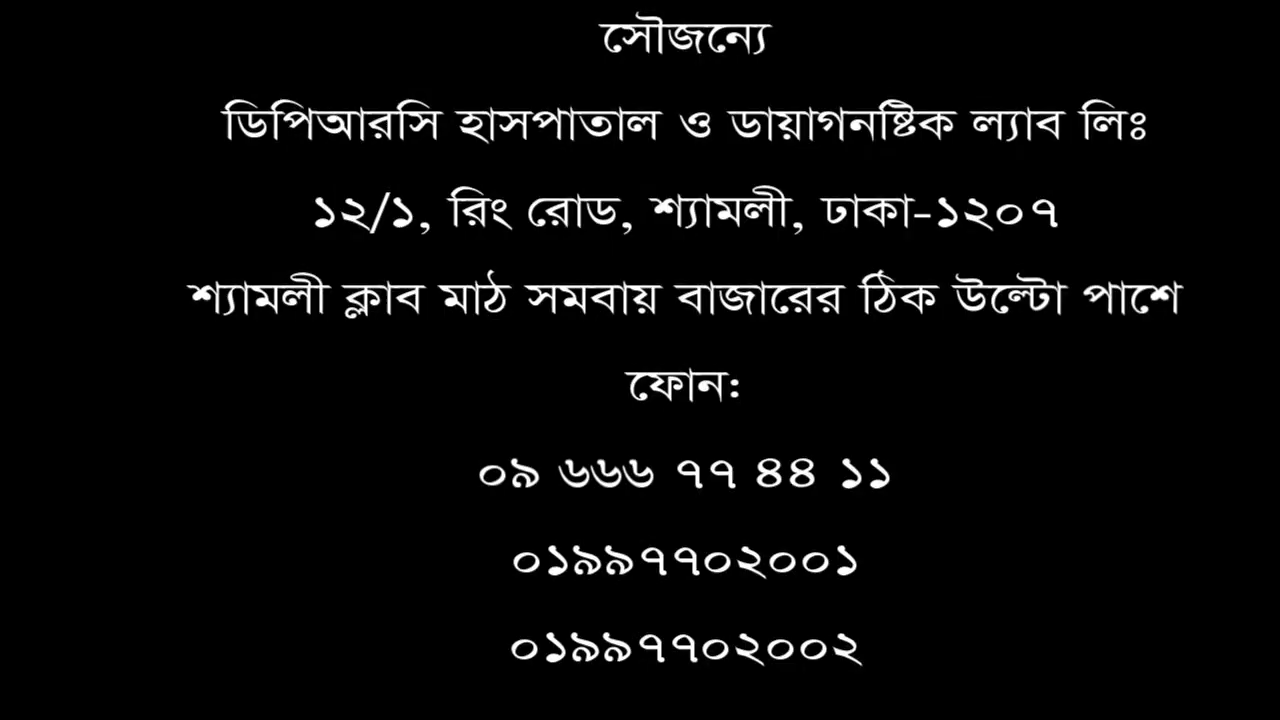 সৌজন্যে
ডিপিআরসি হাসপাতাল ও ডায়াগনষ্টিক ল্যাব লিঃ
১২/১, রিং রোড, শ্যামলী, ঢাকা-১২০৭
শ্যামলী ক্লাব মাঠ সমবায় বাজারের ঠিক উল্টো পাশে
ফোন:
০৯ ৬৬৬ ৭৭ ৪৪ ১১
০১৯৯৭৭০২০০১
০১৯৯৭৭০২০০২